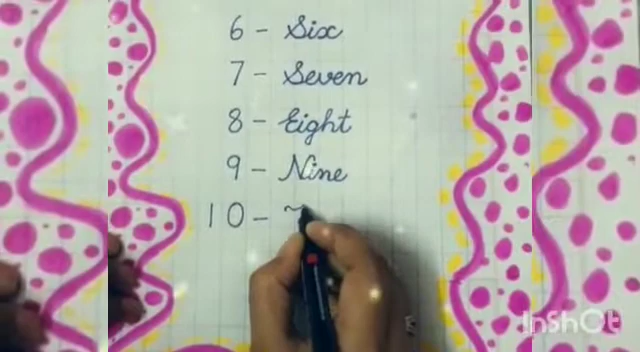 6 - Six
7 - Seven
8 - Eight
9 - Nine
10 -
InShOt